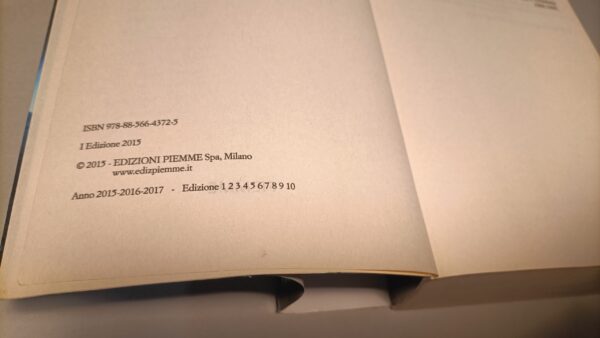 ISBN 978-88-566-4372-5
I Edizione 2015
© 2015 - EDIZIONI PIEMME Spa, Milano
www.edizpiemme.it
Anno 2015-2016-2017 - Edizione 1 2 3 4 5 6 7 8 9 10